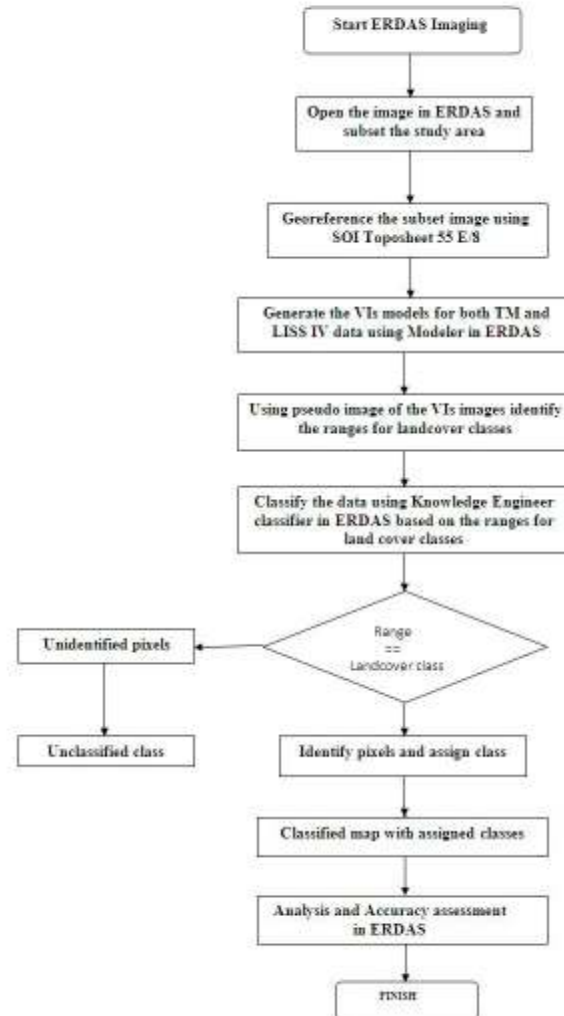 Start ERDAS Imaging
Open the image in ERDAS and
subset the study area
Georeference the subset image using
SOI Toposheet 55 E/8
Generate the VIs models for both TM and
LISS IV data using Modeler in ERDAS
Using pseudo image of the VIs images identify
the ranges for landcover classes
Classify the data using Knowledge Engineer
classifier in ERDAS based on the ranges for
land cover classes
Range
==
Landcover class
Unidentified pixels
Unclassified class
Identify pixels and assign class
Classified map with assigned classes
Analysis and Accuracy assessment
in ERDAS
FINISH